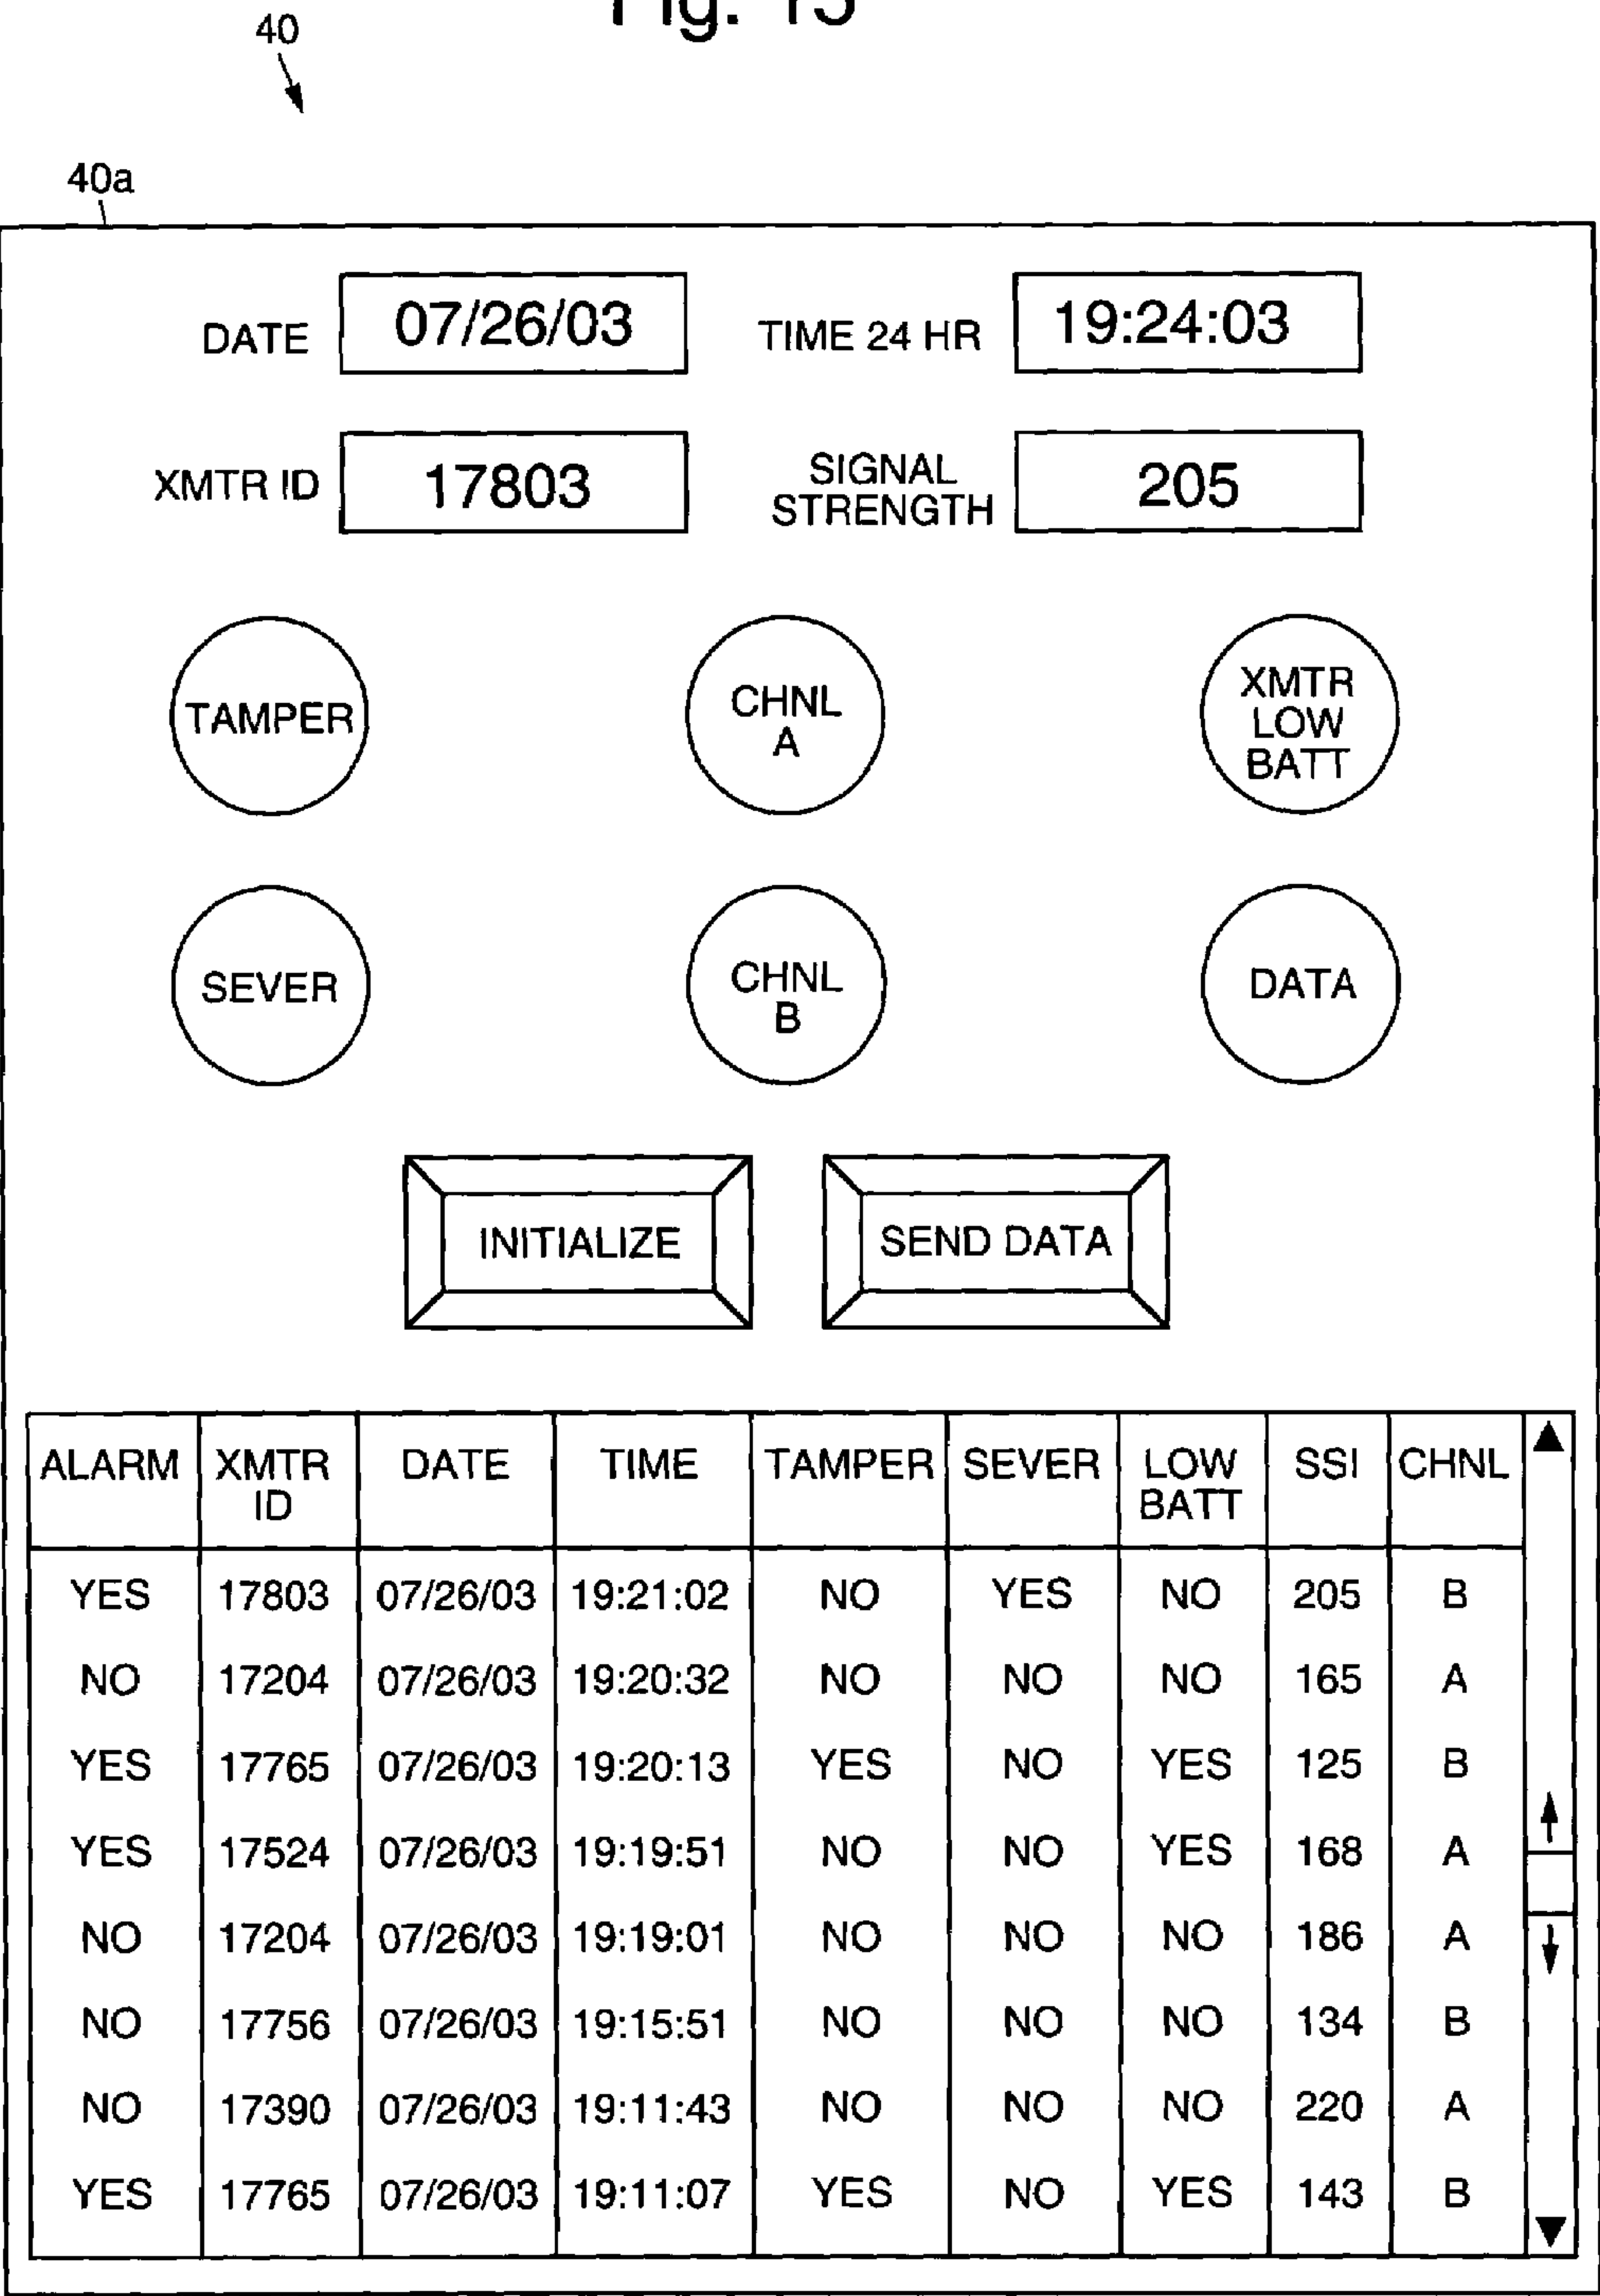 Fig. 15
40
40a
DATE 07/26/03 TIME 24 HR 19:24:03
XMTR ID 17803 SIGNAL STRENGTH 205
TAMPER
CHNL A
XMTR LOW BATT
SEVER
CHNL B
DATA
INITIALIZE SEND DATA
ALARM XMTR ID DATE TIME TAMPER SEVER LOW BATT SSI CHNL
YES 17803 07/26/03 19:21:02 NO YES NO 205 B
NO 17204 07/26/03 19:20:32 NO NO NO 165 A
YES 17765 07/26/03 19:20:13 YES NO YES 125 B
YES 17524 07/26/03 19:19:51 NO NO YES 168 A
NO 17204 07/26/03 19:19:01 NO NO NO 186 A
NO 17756 07/26/03 19:15:51 NO NO NO 134 B
NO 17390 07/26/03 19:11:43 NO NO NO 220 A
YES 17765 07/26/03 19:11:07 YES NO YES 143 B